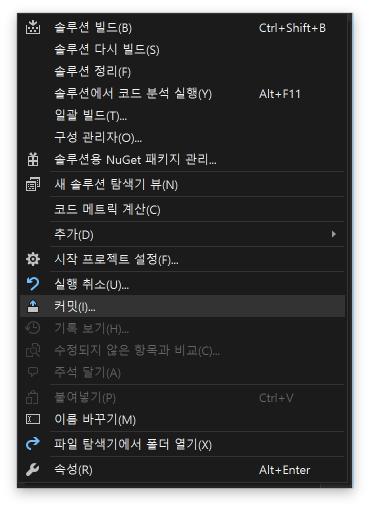 솔루션 빌드(B) Ctrl+Shift+B
솔루션 다시 빌드(S)
솔루션 정리(F)
솔루션에서 코드 분석 실행(Y) Alt+F11
일괄 빌드(T)...
구성 관리자(O)...
솔루션용 NuGet 패키지 관리...
새 솔루션 탐색기 뷰(N)
코드 메트릭 계산(C)
추가(D)
시작 프로젝트 설정(F)...
실행 취소(U)...
커밋(I)...
기록 보기(H)...
수정되지 않은 항목과 비교(C)...
주석 달기(A)
붙여넣기(P) Ctrl+V
이름 바꾸기(M)
파일 탐색기에서 폴더 열기(X)
속성(R) Alt+Enter